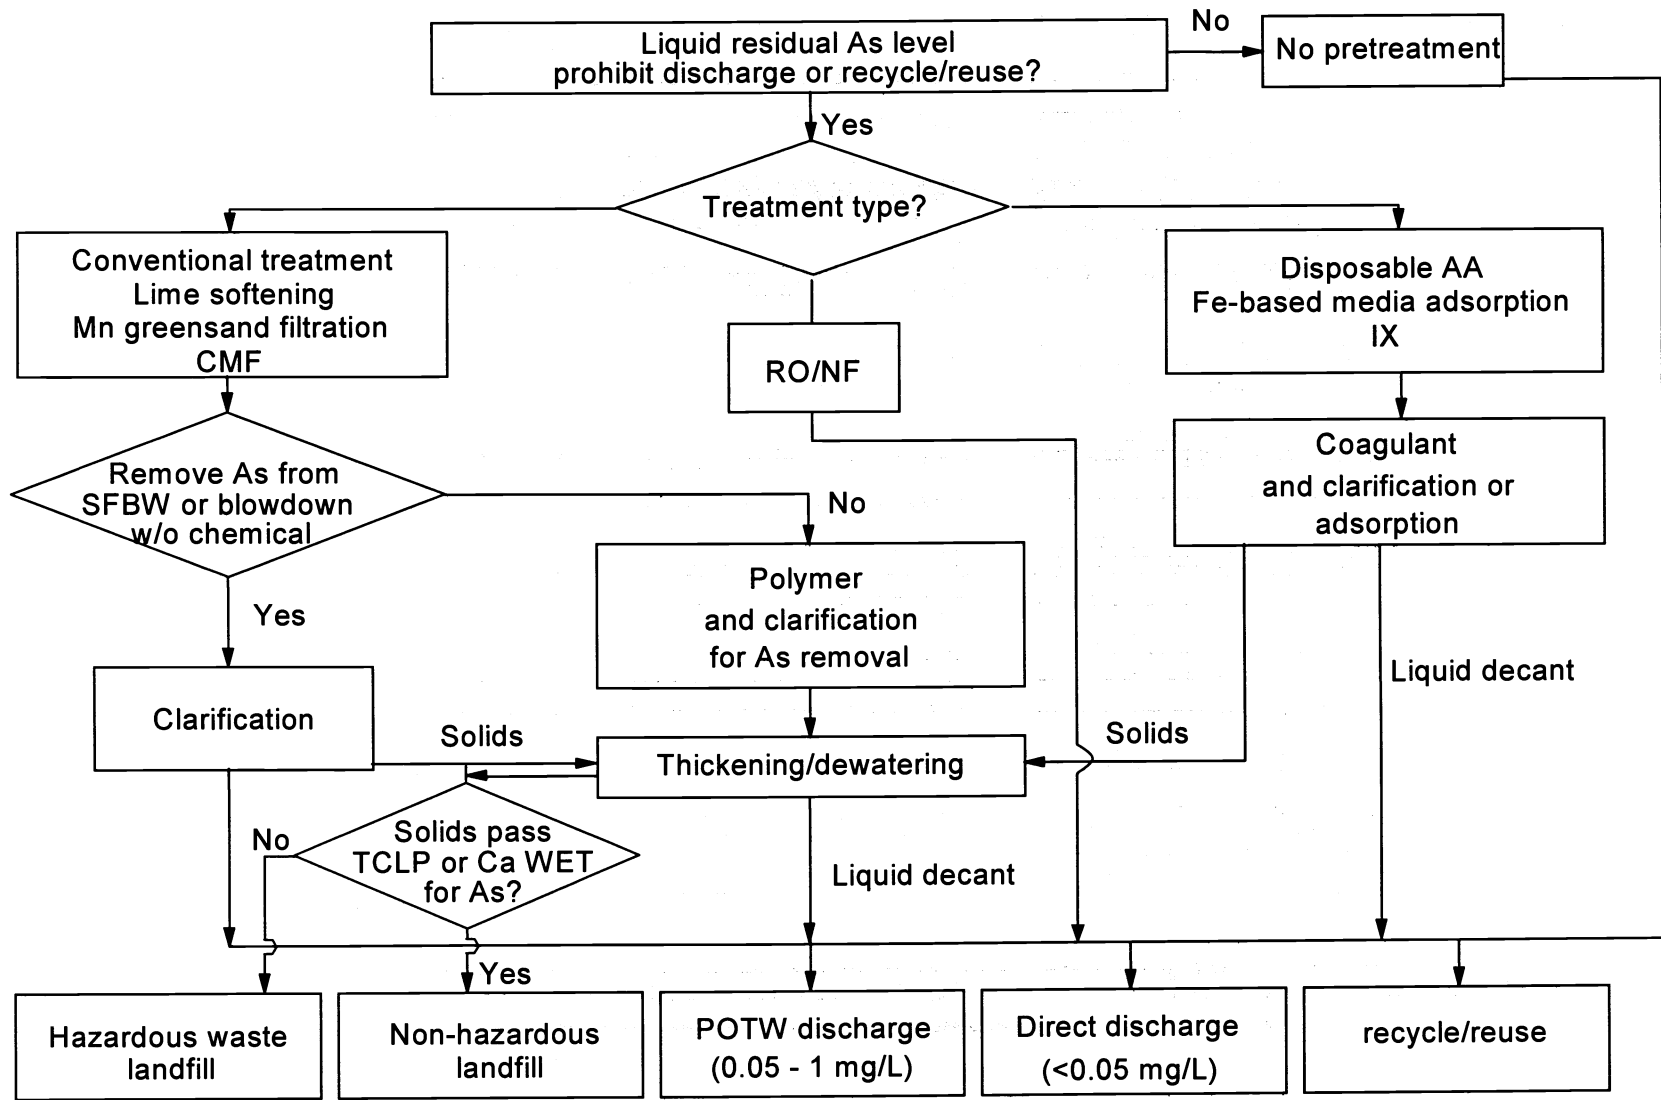 No
Liquid residual As level
prohibit discharge or recycle/reuse?
No pretreatment
Yes
Treatment type?
Conventional treatment
Lime softening
Mn greensand filtration
CMF
RO/NF
Disposable AA
Fe-based media adsorption
IX
Remove As from
SFBW or blowdown
w/o chemical
No
Coagulant
and clarification or
adsorption
Yes
Polymer
and clarification
for As removal
Liquid decant
Clarification
Solids
Solids
Thickening/dewatering
No
Solids pass
TCLP or Ca WET
for As?
Liquid decant
Yes
Hazardous waste
landfill
Non-hazardous
landfill
POTW discharge
(0.05 - 1 mg/L)
Direct discharge
(<0.05 mg/L)
recycle/reuse